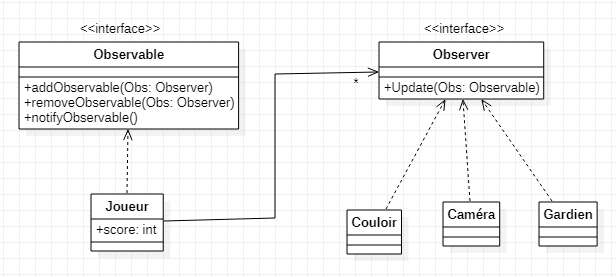 <<interface>>
Observable
+addObservable(Obs: Observer)
+removeObservable(Obs: Observer)
+notifyObservable()
<<interface>>
Observer
+Update(Obs: Observable)
*
Joueur
+score: int
Couloir
Caméra
Gardien